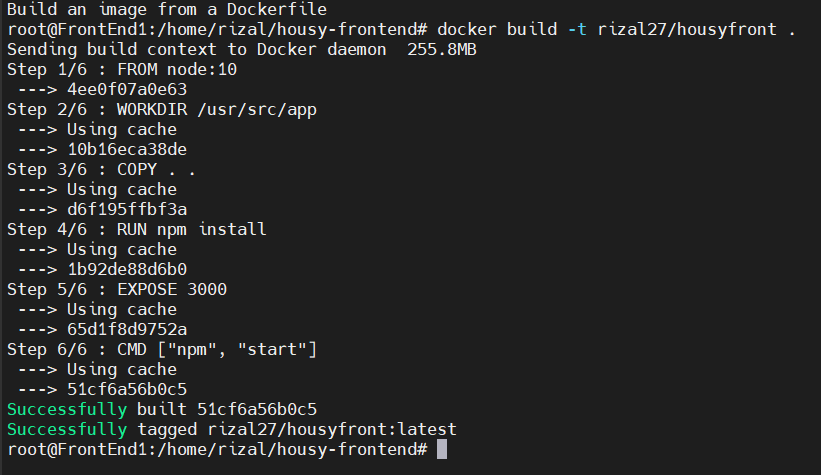 Build an image from a Dockerfile
root@FrontEnd1:/home/rizal/housy-frontend# docker build -t rizal27/housyfront .
Sending build context to Docker daemon  255.8MB
Step 1/6 : FROM node:10
 ---> 4ee0f07a0e63
Step 2/6 : WORKDIR /usr/src/app
 ---> Using cache
 ---> 10b16eca38de
Step 3/6 : COPY . .
 ---> Using cache
 ---> d6f195ffbf3a
Step 4/6 : RUN npm install
 ---> Using cache
 ---> 1b92de88d6b0
Step 5/6 : EXPOSE 3000
 ---> Using cache
 ---> 65d1f8d9752a
Step 6/6 : CMD ["npm", "start"]
 ---> Using cache
 ---> 51cf6a56b0c5
Successfully built 51cf6a56b0c5
Successfully tagged rizal27/housyfront:latest
root@FrontEnd1:/home/rizal/housy-frontend#